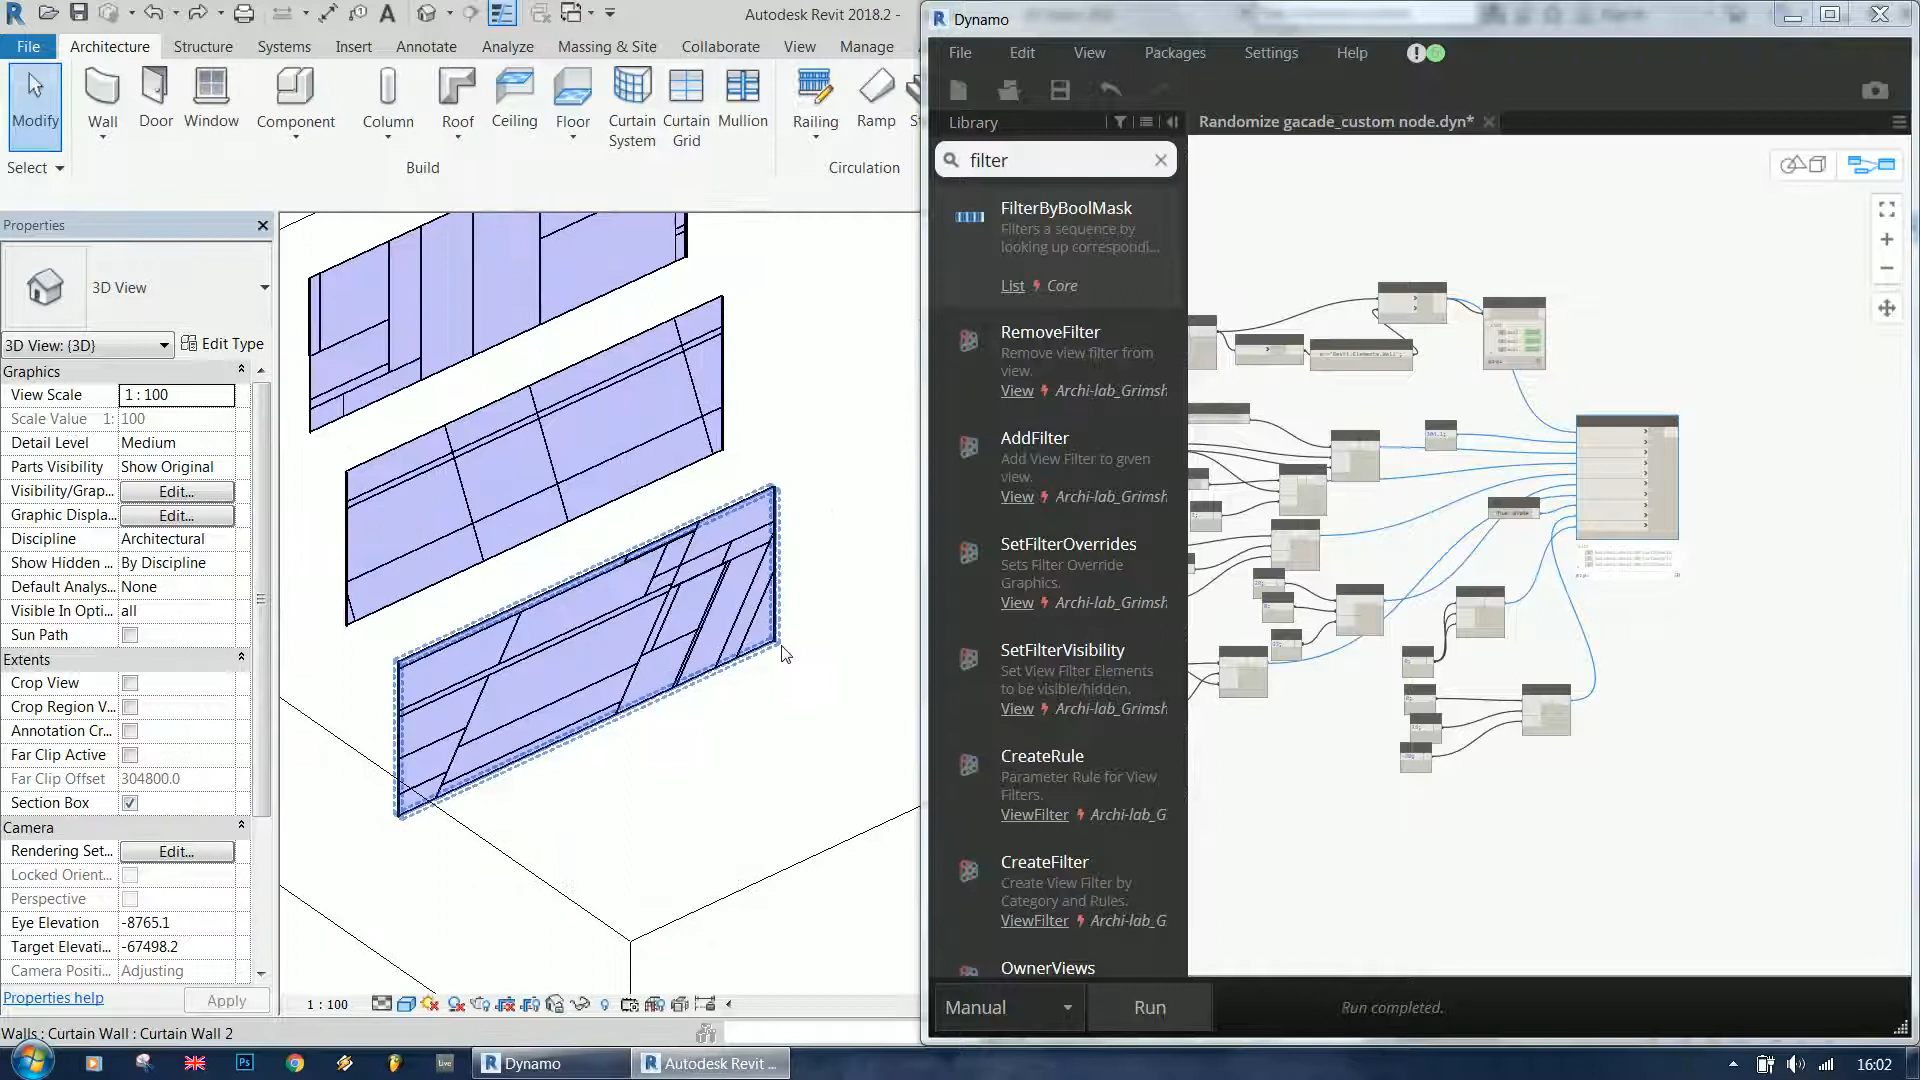 Autodesk Revit 2018.2 -
File
Architecture
Structure
Systems
Insert
Annotate
Analyze
Massing & Site
Collaborate
View
Manage
Modify
Wall
Door
Window
Component
Column
Roof
Ceiling
Floor
Curtain System
Curtain Grid
Mullion
Railing
Ramp
Select
Build
Circulation
Properties
3D View
3D View: {3D}
Edit Type
Graphics
View Scale 1 : 100
Scale Value 1: 100
Detail Level Medium
Parts Visibility Show Original
Visibility/Grap... Edit...
Graphic Displa... Edit...
Discipline Architectural
Show Hidden ... By Discipline
Default Analys... None
Visible In Opti... all
Sun Path
Extents
Crop View
Crop Region V...
Annotation Cr...
Far Clip Active
Far Clip Offset 304800.0
Section Box
Camera
Rendering Set... Edit...
Locked Orient...
Perspective
Eye Elevation -8765.1
Target Elevati... -67498.2
Camera Positi... Adjusting
Properties help
Apply
1 : 100
Walls : Curtain Wall : Curtain Wall 2
Dynamo
File
Edit
View
Packages
Settings
Help
Library
Randomize gacade_custom node.dyn*
filter
FilterByBoolMask
Filters a sequence by
looking up correspondi...
List Core
RemoveFilter
Remove view filter from
view.
View Archi-lab_Grimsh
AddFilter
Add View Filter to given
view.
View Archi-lab_Grimsh
SetFilterOverrides
Sets Filter Override
Graphics.
View Archi-lab_Grimsh
SetFilterVisibility
Set View Filter Elements
to be visible/hidden.
View Archi-lab_Grimsh
CreateRule
Parameter Rule for View
Filters.
ViewFilter Archi-lab_G
CreateFilter
Create View Filter by
Category and Rules.
ViewFilter Archi-lab_G
OwnerViews
Manual
Run
Run completed.
Ps
Live
Dynamo
Autodesk Revit ...
16:02